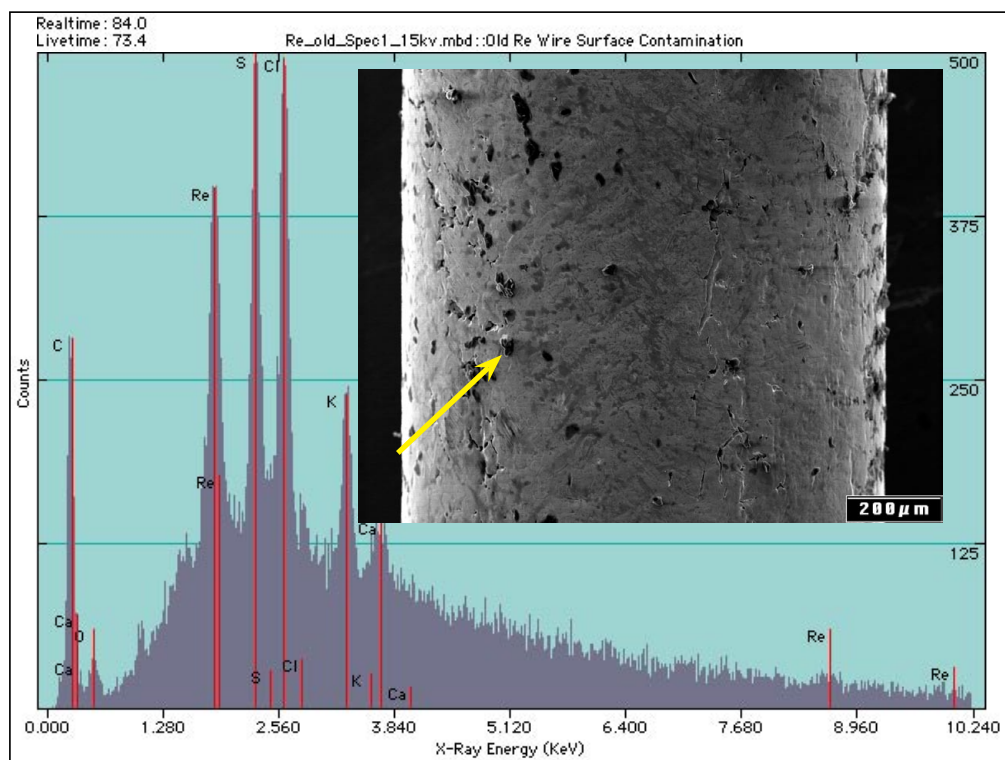 Realtime: 84.0
Livetime: 73.4
Re_old_Spec1_15kv.mbd::Old Re Wire Surface Contamination
S
Cl
500
Re
375
C
K
250
Re
200µm
Ca
125
Ca
O
Re
Ca
S
Cl
K
Ca
Re
Counts
0.000 1.280 2.560 3.840 5.120 6.400 7.680 8.960 10.240
X-Ray Energy (KeV)